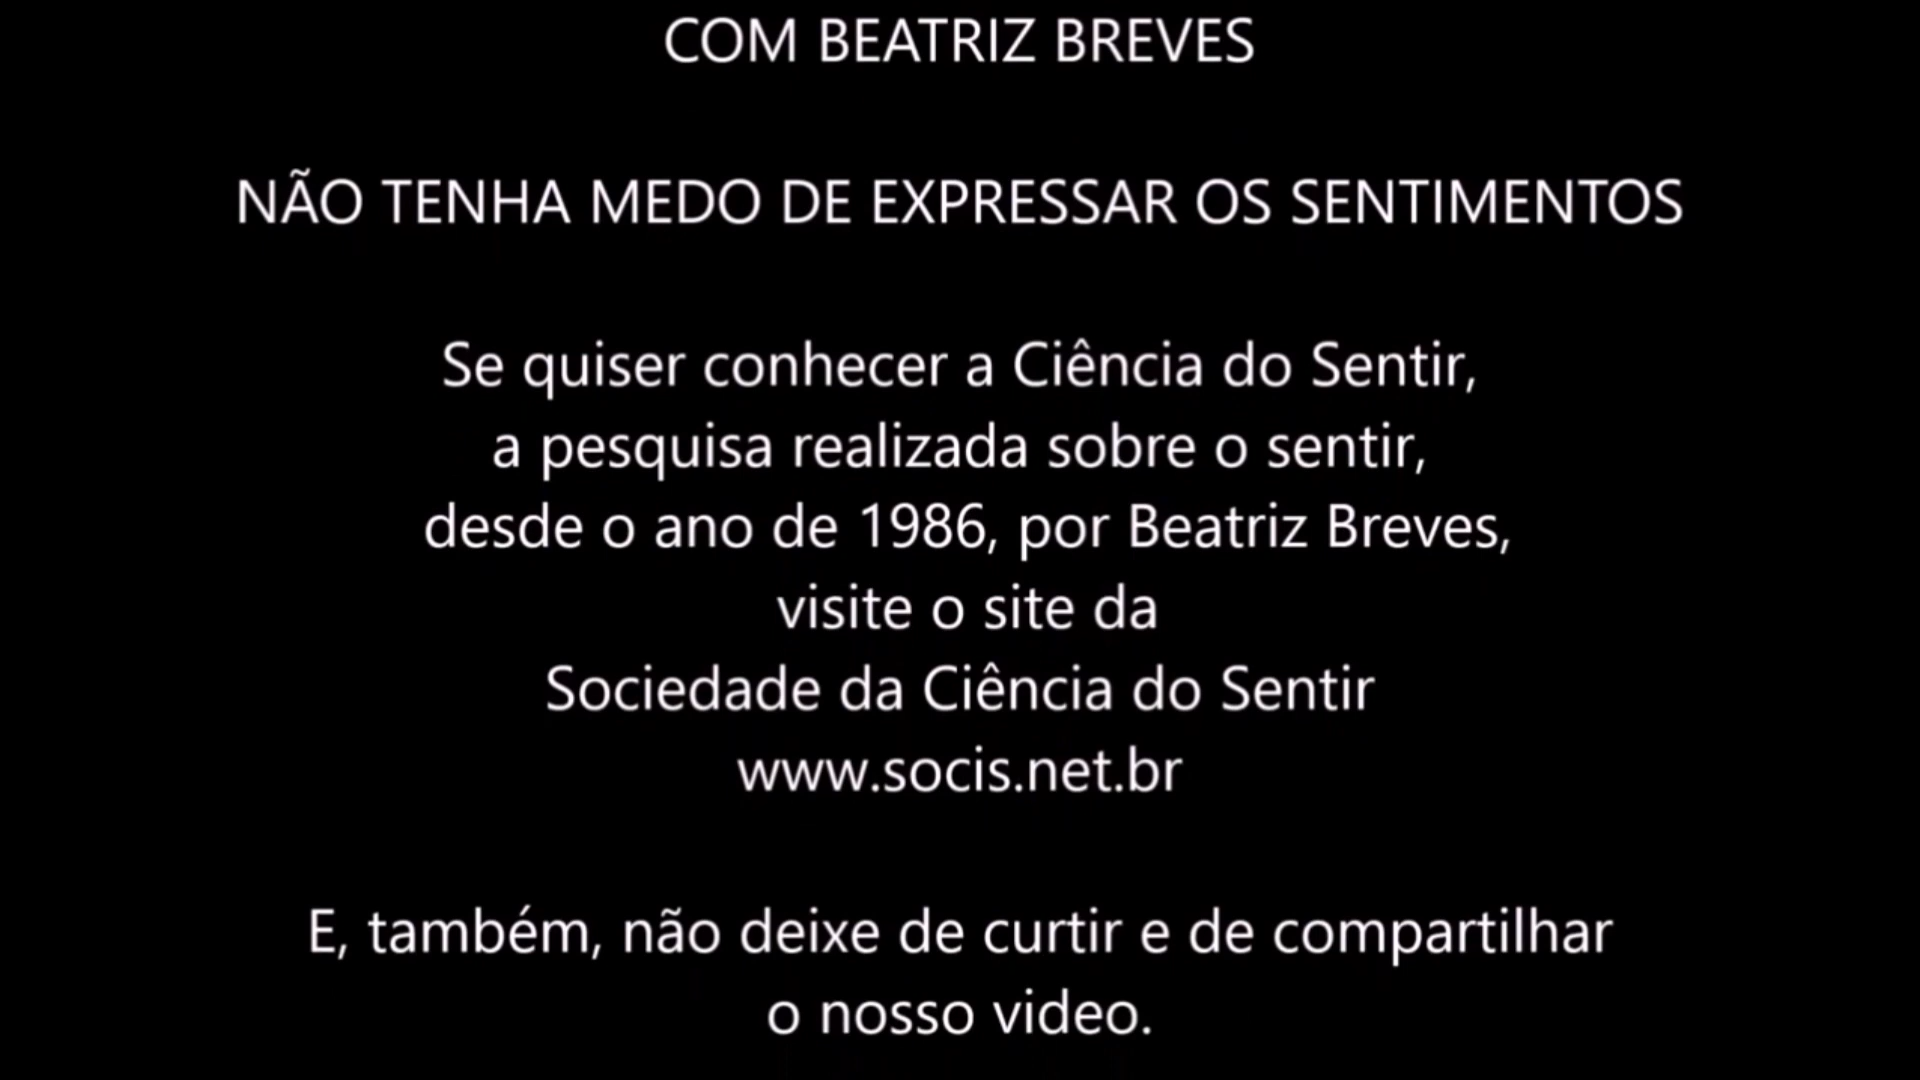 COM BEATRIZ BREVES
NÃO TENHA MEDO DE EXPRESSAR OS SENTIMENTOS
Se quiser conhecer a Ciência do Sentir,
a pesquisa realizada sobre o sentir,
desde o ano de 1986, por Beatriz Breves,
visite o site da
Sociedade da Ciência do Sentir
www.socis.net.br
E, também, não deixe de curtir e de compartilhar
o nosso video.